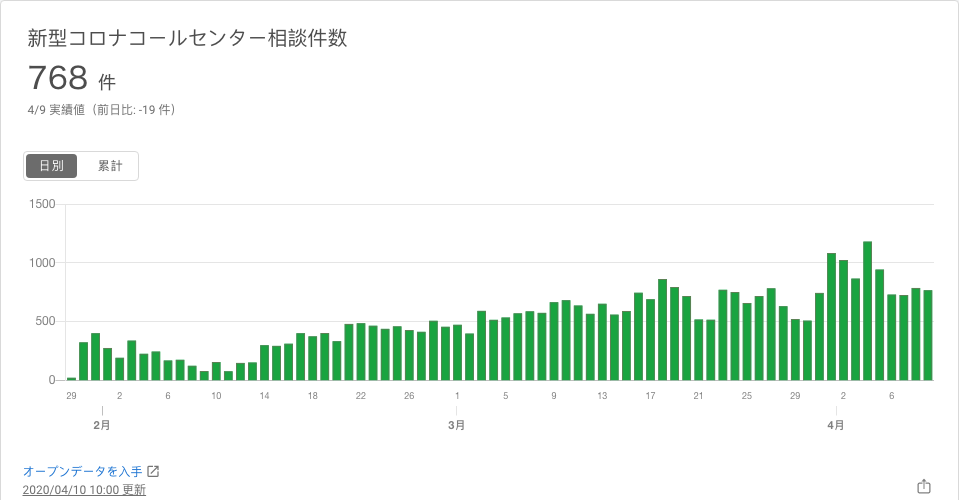 新型コロナコールセンター相談件数
768 件
4/9 実績値（前日比: -19 件）
日別 累計
1500
1000
500
0
29 2 6 10 14 18 22 26 1 5 9 13 17 21 25 29 2 6
2月 3月 4月
オープンデータを入手
2020/04/10 10:00 更新